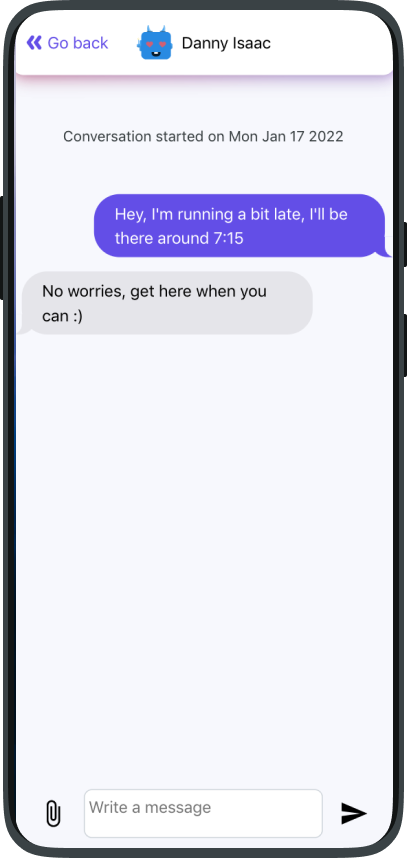 Go back
Danny Isaac
Conversation started on Mon Jan 17 2022
Hey, I'm running a bit late, I'll be
there around 7:15
No worries, get here when you
can :)
Write a message